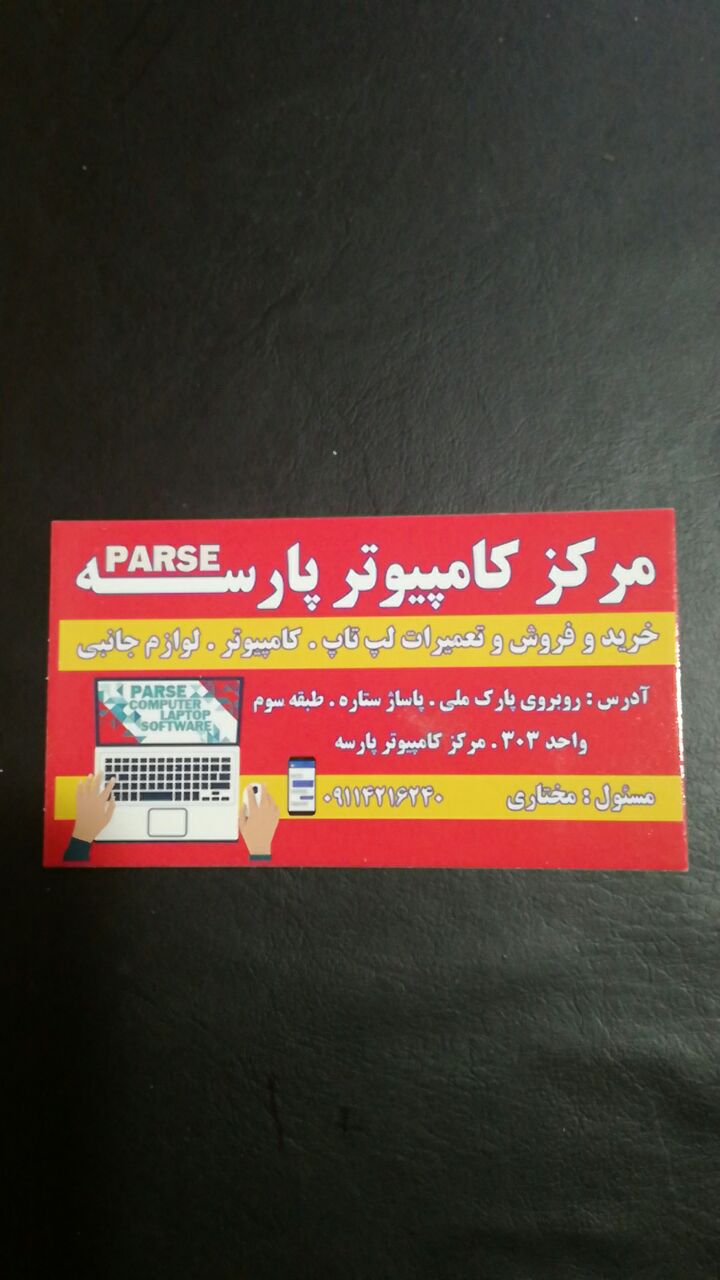 مرکز کامپیوتر پارسه
PARSE
خرید و فروش و تعمیرات لپ تاپ . کامپیوتر . لوازم جانبی
آدرس : روبروی پارک ملی . پاساژ ستاره . طبقه سوم
واحد ۳۰۳ . مرکز کامپیوتر پارسه
مسئول : مختاری ۰۹۱۱۴۲۱۶۲۴۰
PARSE
COMPUTER
LAPTOP
SOFTWARE